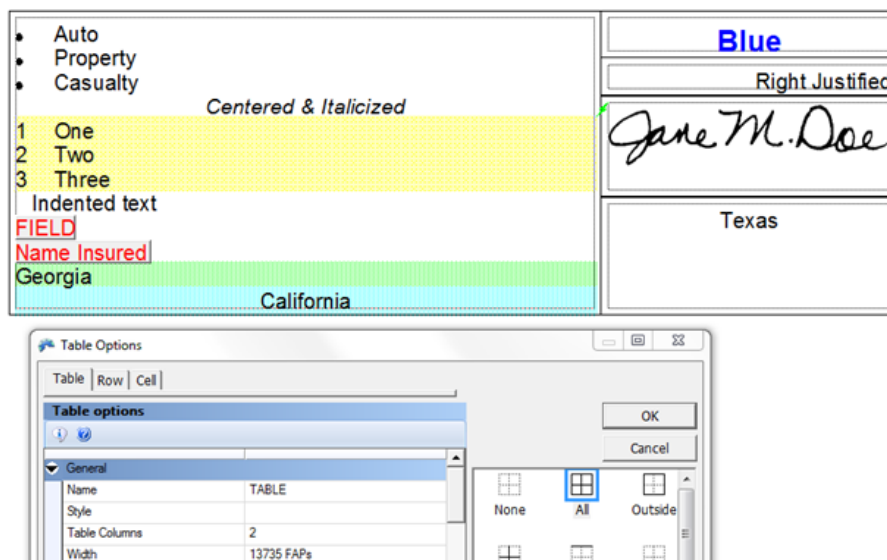 • Auto
• Property
• Casualty
Centered & Italicized
1 One
2 Two
3 Three
Indented text
FIELD
Name Insured
Georgia
California
Blue
Right Justified
Jane M. Doe
Texas
Table Options
Table Row Cell
Table options
OK
Cancel
General
Name TABLE
Style
Table Columns 2
Width 13735 FAPs
None All Outside